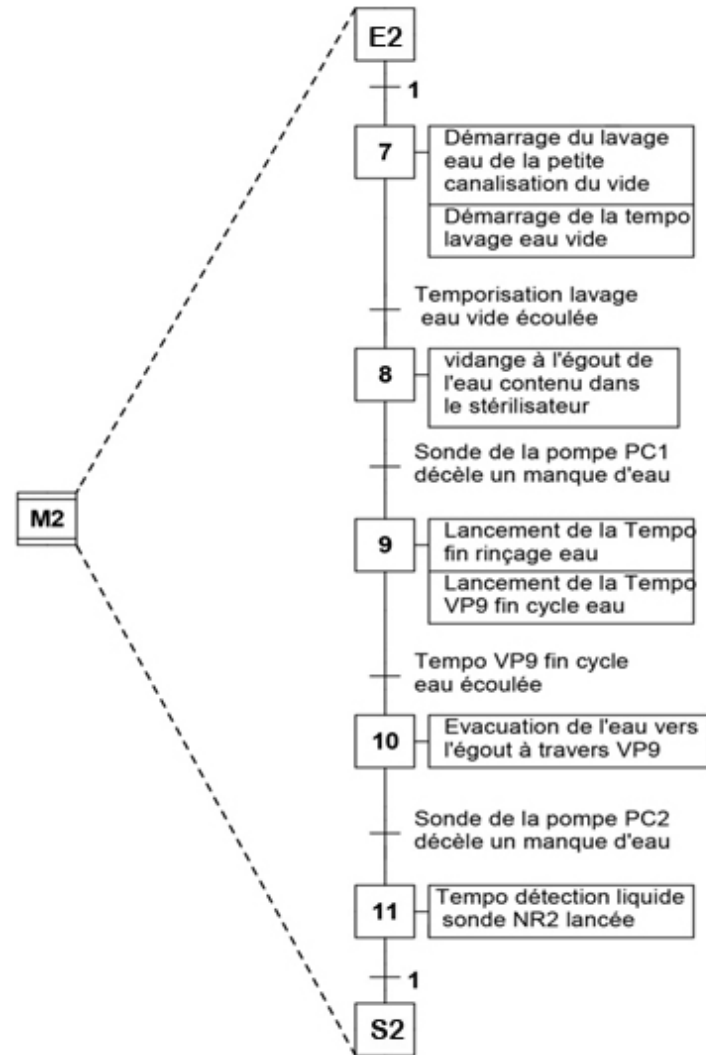 E2
1
7
Démarrage du lavage
eau de la petite
canalisation du vide
Démarrage de la tempo
lavage eau vide
Temporisation lavage
eau vide écoulée
8
vidange à l'égout de
l'eau contenu dans
le stérilisateur
Sonde de la pompe PC1
décèle un manque d'eau
M2
9
Lancement de la Tempo
fin rinçage eau
Lancement de la Tempo
VP9 fin cycle eau
Tempo VP9 fin cycle
eau écoulée
10
Evacuation de l'eau vers
l'égout à travers VP9
Sonde de la pompe PC2
décèle un manque d'eau
11
Tempo détection liquide
sonde NR2 lancée
1
S2